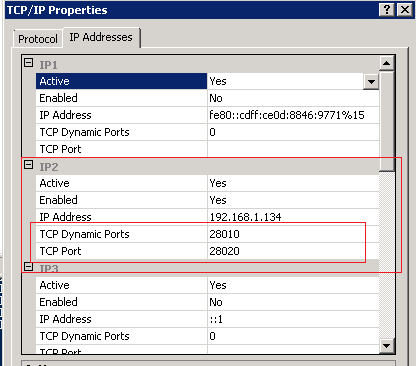 TCP/IP Properties
Protocol IP Addresses
IP1
Active Yes
Enabled No
IP Address fe80::cdff:ce0d:8846:9771%15
TCP Dynamic Ports 0
TCP Port
IP2
Active Yes
Enabled Yes
IP Address 192.168.1.134
TCP Dynamic Ports 28010
TCP Port 28020
IP3
Active Yes
Enabled No
IP Address ::1
TCP Dynamic Ports 0
TCP Port